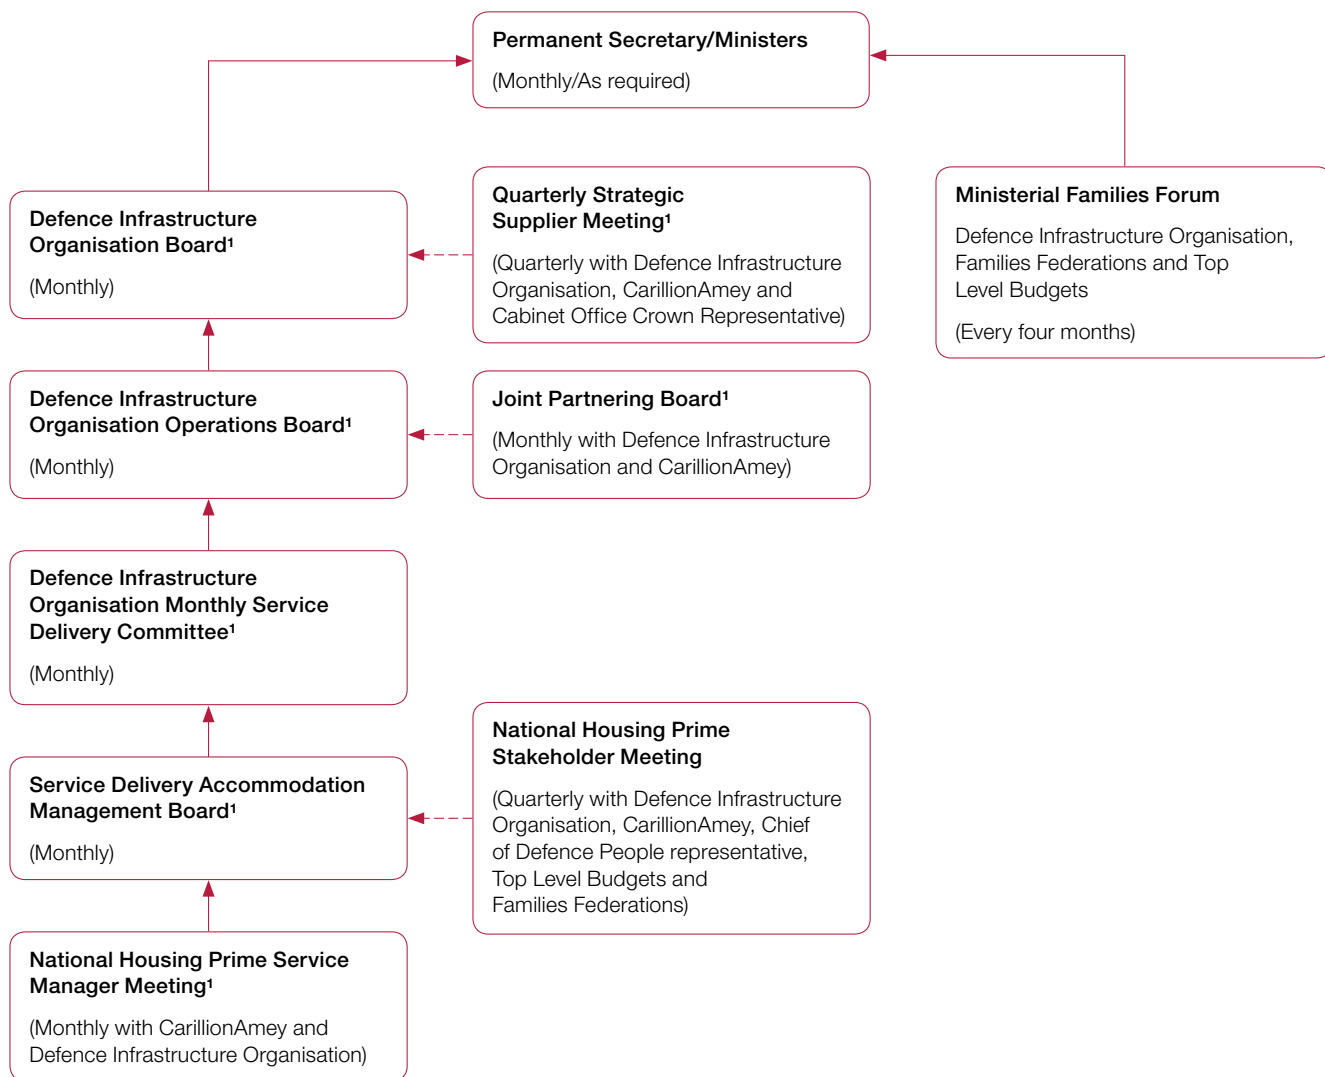 Permanent Secretary/Ministers
(Monthly/As required)
Defence Infrastructure
Organisation Board¹
(Monthly)
Quarterly Strategic
Supplier Meeting¹
(Quarterly with Defence Infrastructure
Organisation, CarillionAmey and
Cabinet Office Crown Representative)
Ministerial Families Forum
Defence Infrastructure Organisation,
Families Federations and Top
Level Budgets
(Every four months)
Defence Infrastructure
Organisation Operations Board¹
(Monthly)
Joint Partnering Board¹
(Monthly with Defence Infrastructure
Organisation and CarillionAmey)
Defence Infrastructure
Organisation Monthly Service
Delivery Committee¹
(Monthly)
Service Delivery Accommodation
Management Board¹
(Monthly)
National Housing Prime
Stakeholder Meeting
(Quarterly with Defence Infrastructure
Organisation, CarillionAmey, Chief
of Defence People representative,
Top Level Budgets and
Families Federations)
National Housing Prime Service
Manager Meeting¹
(Monthly with CarillionAmey and
Defence Infrastructure Organisation)